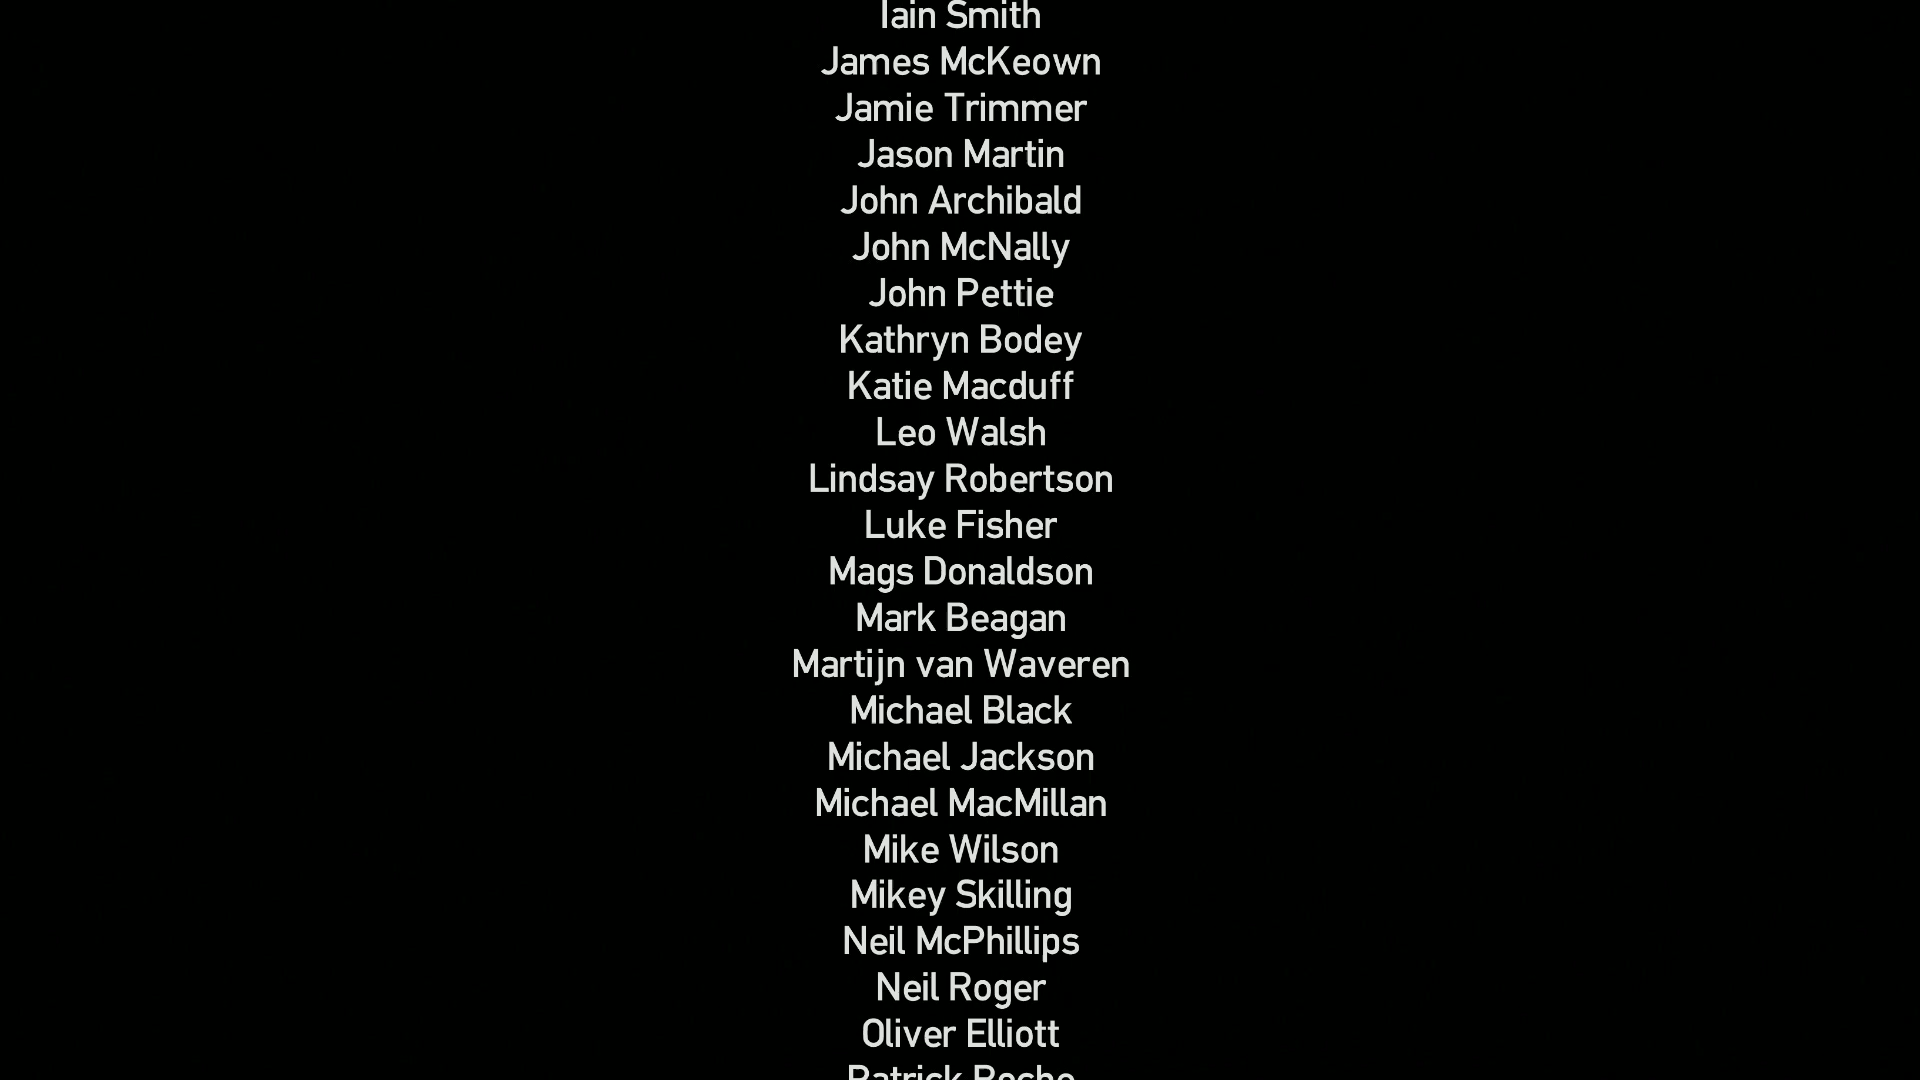 Iain Smith
James McKeown
Jamie Trimmer
Jason Martin
John Archibald
John McNally
John Pettie
Kathryn Bodey
Katie Macduff
Leo Walsh
Lindsay Robertson
Luke Fisher
Mags Donaldson
Mark Beagan
Martijn van Waveren
Michael Black
Michael Jackson
Michael MacMillan
Mike Wilson
Mikey Skilling
Neil McPhillips
Neil Roger
Oliver Elliott
Patrick Roche